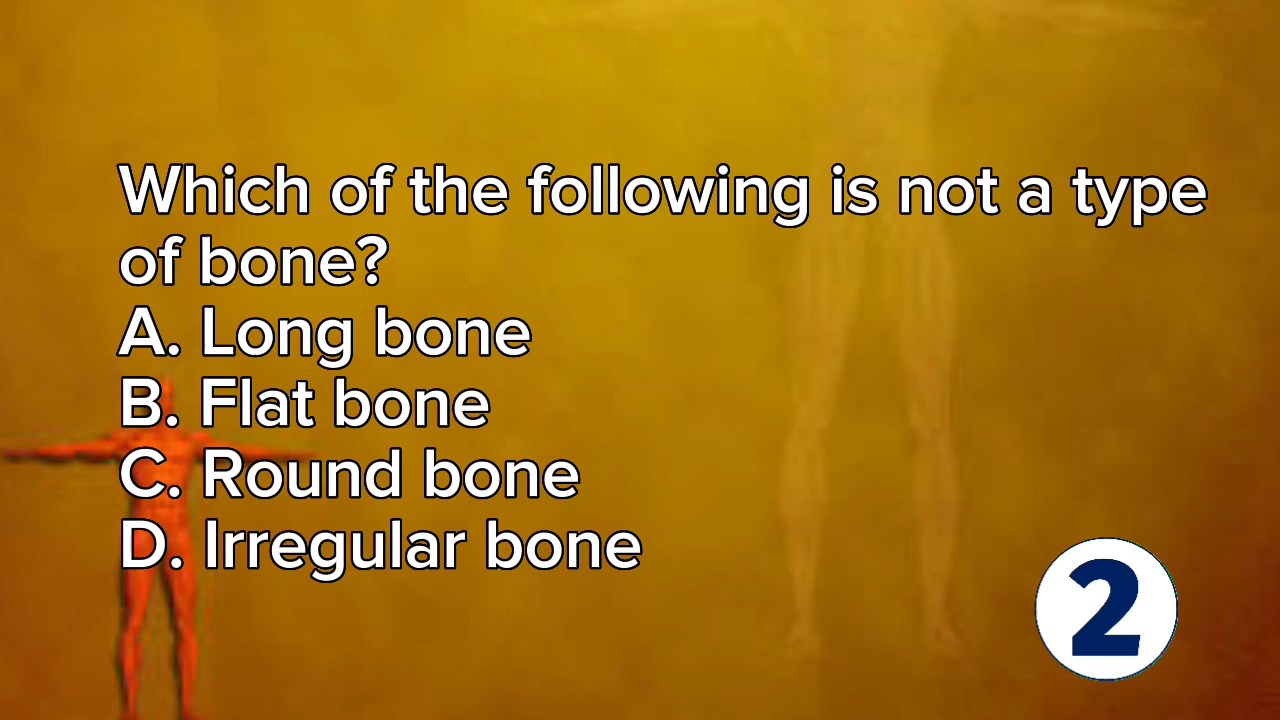 Which of the following is not a type
of bone?
A. Long bone
B. Flat bone
C. Round bone
D. Irregular bone
2